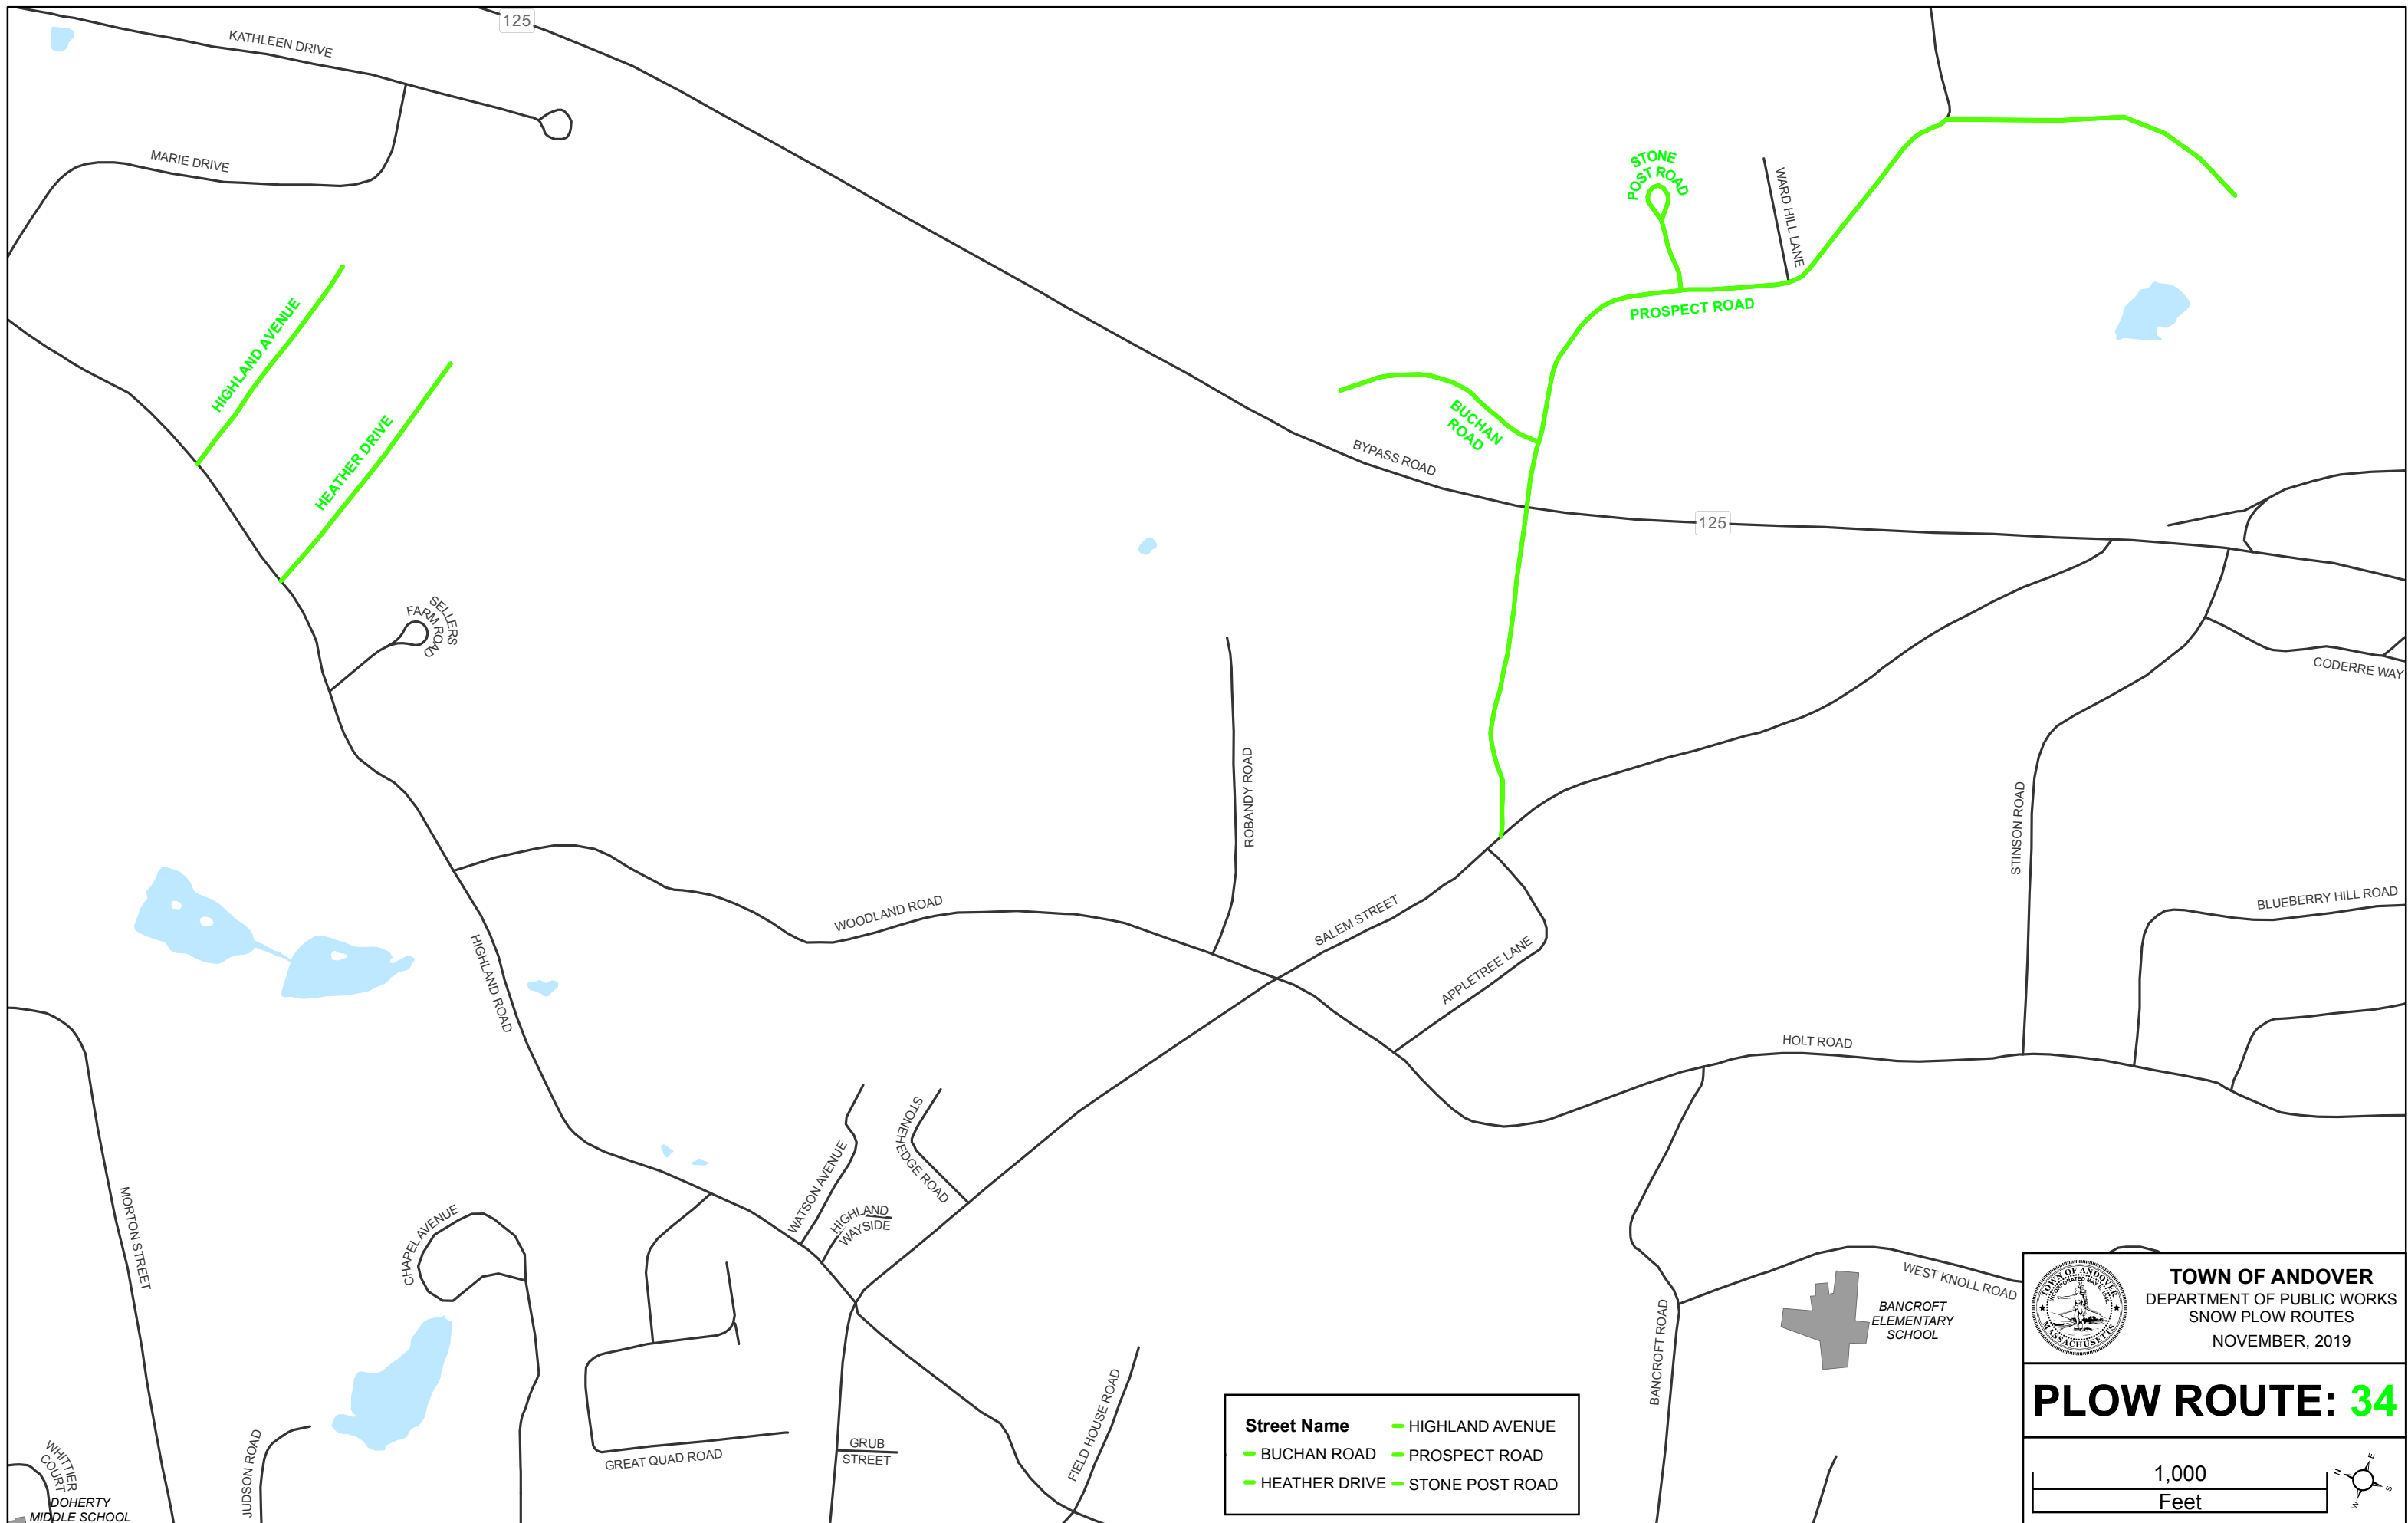 125
KATHLEEN DRIVE
MARIE DRIVE
STONE
POST ROAD
WARD HILL LANE
PROSPECT ROAD
HIGHLAND AVENUE
HEATHER DRIVE
BUCHAN
ROAD
BYPASS ROAD
125
SELLERS
FARM ROAD
CODERRE WAY
ROBANDY ROAD
STINSON ROAD
BLUEBERRY HILL ROAD
WOODLAND ROAD
SALEM STREET
APPLETREE LANE
HIGHLAND ROAD
HOLT ROAD
STONEHEDGE ROAD
WATSON AVENUE
HIGHLAND
WAYSIDE
MORTON STREET
CHAPEL AVENUE
WEST KNOLL ROAD
BANCROFT
ELEMENTARY
SCHOOL
BANCROFT ROAD
FIELD HOUSE ROAD
GRUB
STREET
GREAT QUAD ROAD
JUDSON ROAD
WHITTIER
COURT
DOHERTY
MIDDLE SCHOOL
Street Name
BUCHAN ROAD
HEATHER DRIVE
HIGHLAND AVENUE
PROSPECT ROAD
STONE POST ROAD
TOWN OF ANDOVER
MASSACHUSETTS
TOWN OF ANDOVER
DEPARTMENT OF PUBLIC WORKS
SNOW PLOW ROUTES
NOVEMBER, 2019
PLOW ROUTE: 34
1,000
Feet
N
E
S
W